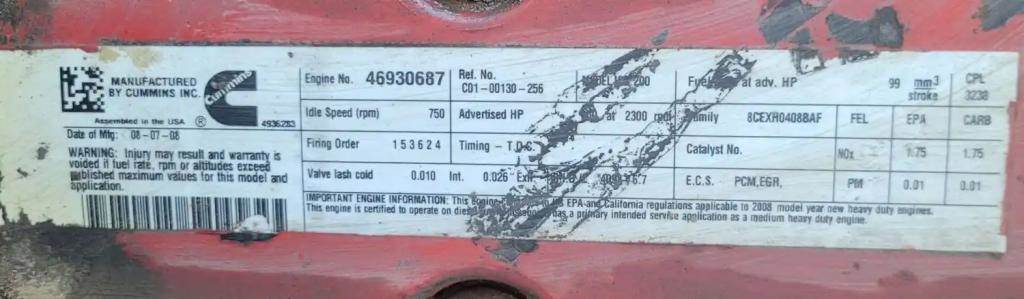 MANUFACTURED
BY CUMMINS INC.
Cummins
Assembled in the USA ®
4936283
Date of Mfg: 08-07-08
WARNING: Injury may result and warranty is
voided if fuel rate, rpm or altitudes exceed
published maximum values for this model and
application.
Engine No. 46930687
Ref. No.
C01-00130-256
200
Fuel at adv. HP 99 mm3
stroke
CPL
3238
Idle Speed (rpm) 750
Advertised HP at 2300
Family 8CEXH0408BAF
FEL EPA CARB
Firing Order 1 5 3 6 2 4
Timing - T.D.C.
Catalyst No.
NOx 1.75 1.75
Valve lash cold 0.010 Int. 0.026 6.7
E.C.S. PCM,EGR,
PM 0.01 0.01
IMPORTANT ENGINE INFORMATION: This engine EPA and California regulations applicable to 2008 model year new heavy duty engines.
This engine is certified to operate on has a primary intended service application as a medium heavy duty engine.